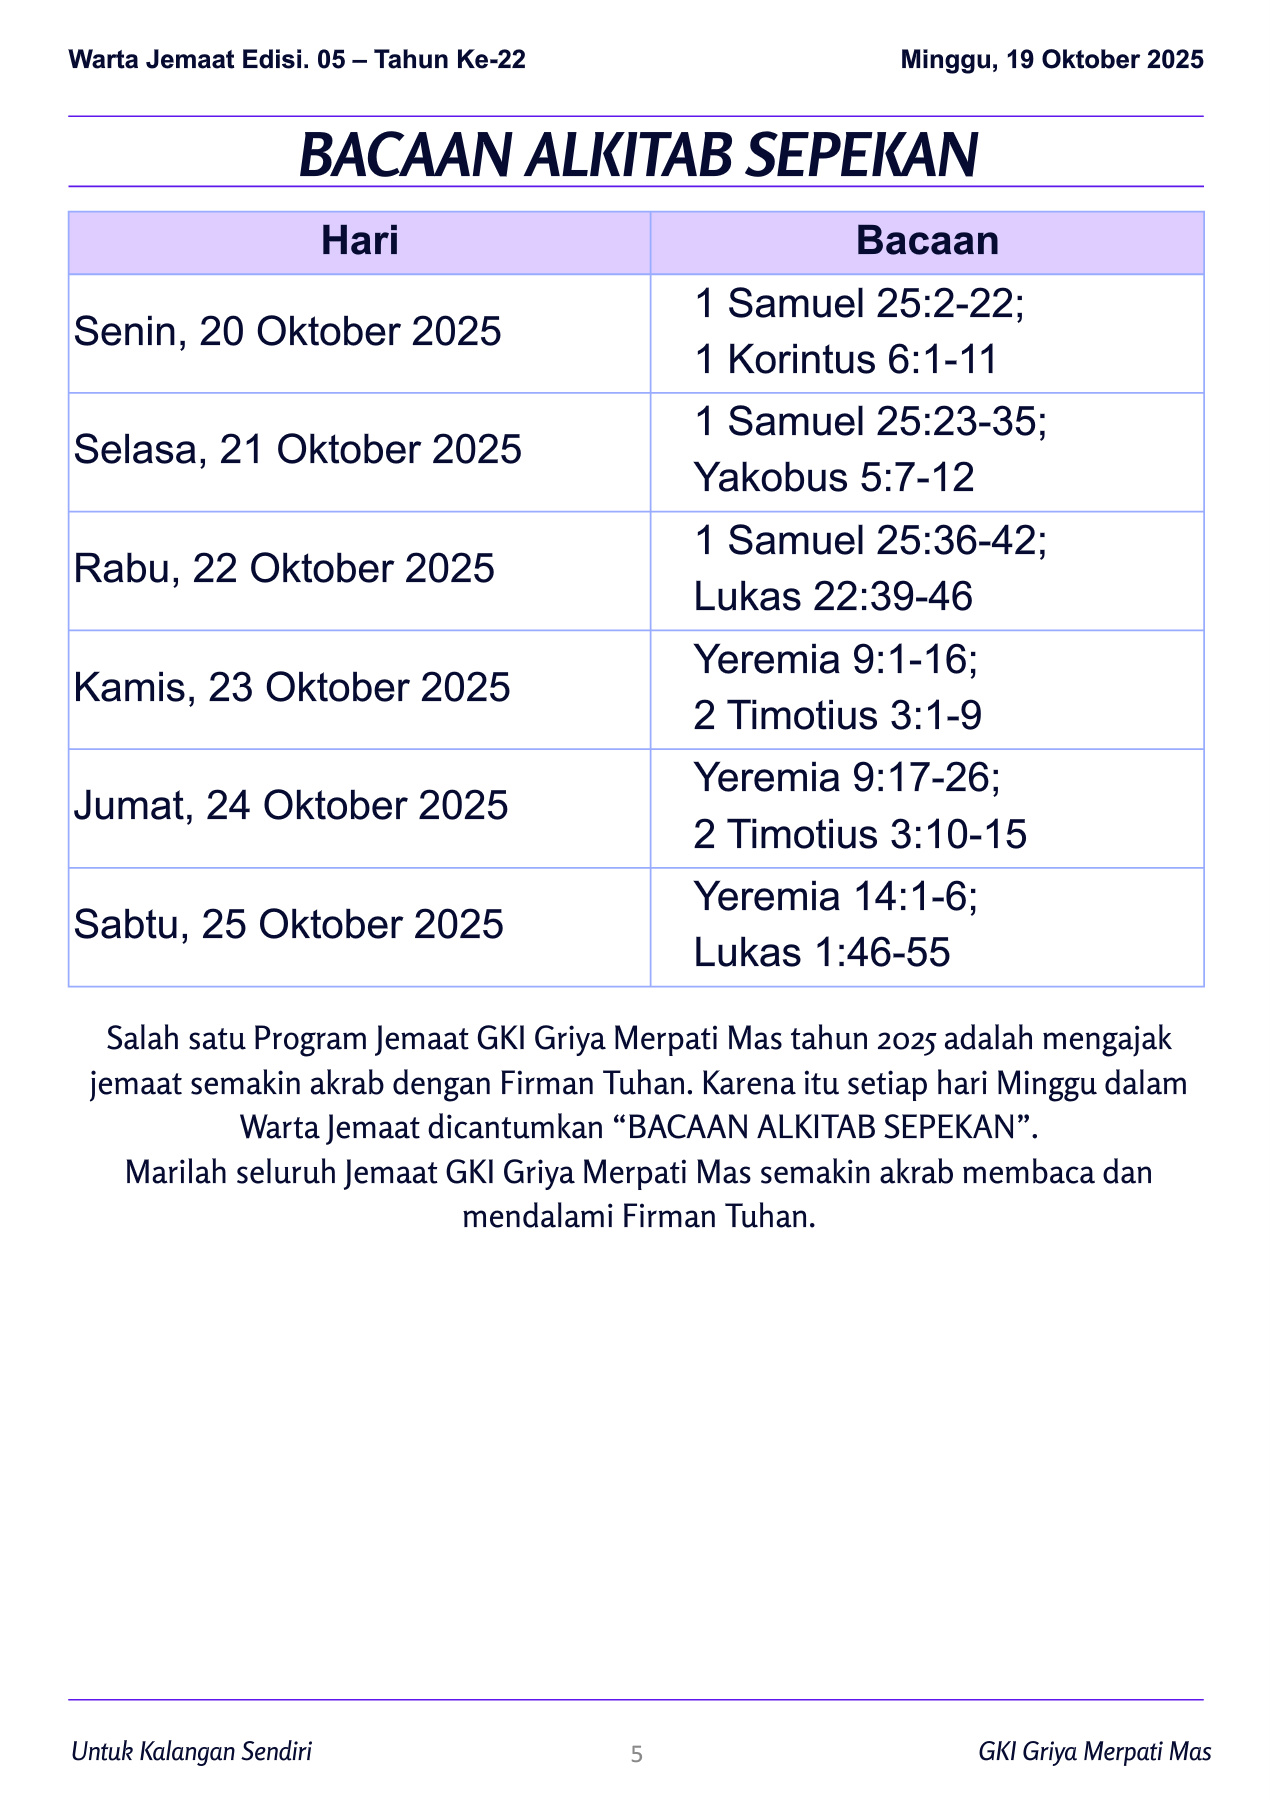 Warta Jemaat Edisi. 05 – Tahun Ke-22 Minggu, 19 Oktober 2025
BACAAN ALKITAB SEPEKAN
Hari Bacaan
Senin, 20 Oktober 2025 1 Samuel 25:2-22;
1 Korintus 6:1-11
Selasa, 21 Oktober 2025 1 Samuel 25:23-35;
Yakobus 5:7-12
Rabu, 22 Oktober 2025 1 Samuel 25:36-42;
Lukas 22:39-46
Kamis, 23 Oktober 2025 Yeremia 9:1-16;
2 Timotius 3:1-9
Jumat, 24 Oktober 2025 Yeremia 9:17-26;
2 Timotius 3:10-15
Sabtu, 25 Oktober 2025 Yeremia 14:1-6;
Lukas 1:46-55
Salah satu Program Jemaat GKI Griya Merpati Mas tahun 2025 adalah mengajak
jemaat semakin akrab dengan Firman Tuhan. Karena itu setiap hari Minggu dalam
Warta Jemaat dicantumkan “BACAAN ALKITAB SEPEKAN”.
Marilah seluruh Jemaat GKI Griya Merpati Mas semakin akrab membaca dan
mendalami Firman Tuhan.
Untuk Kalangan Sendiri 5 GKI Griya Merpati Mas